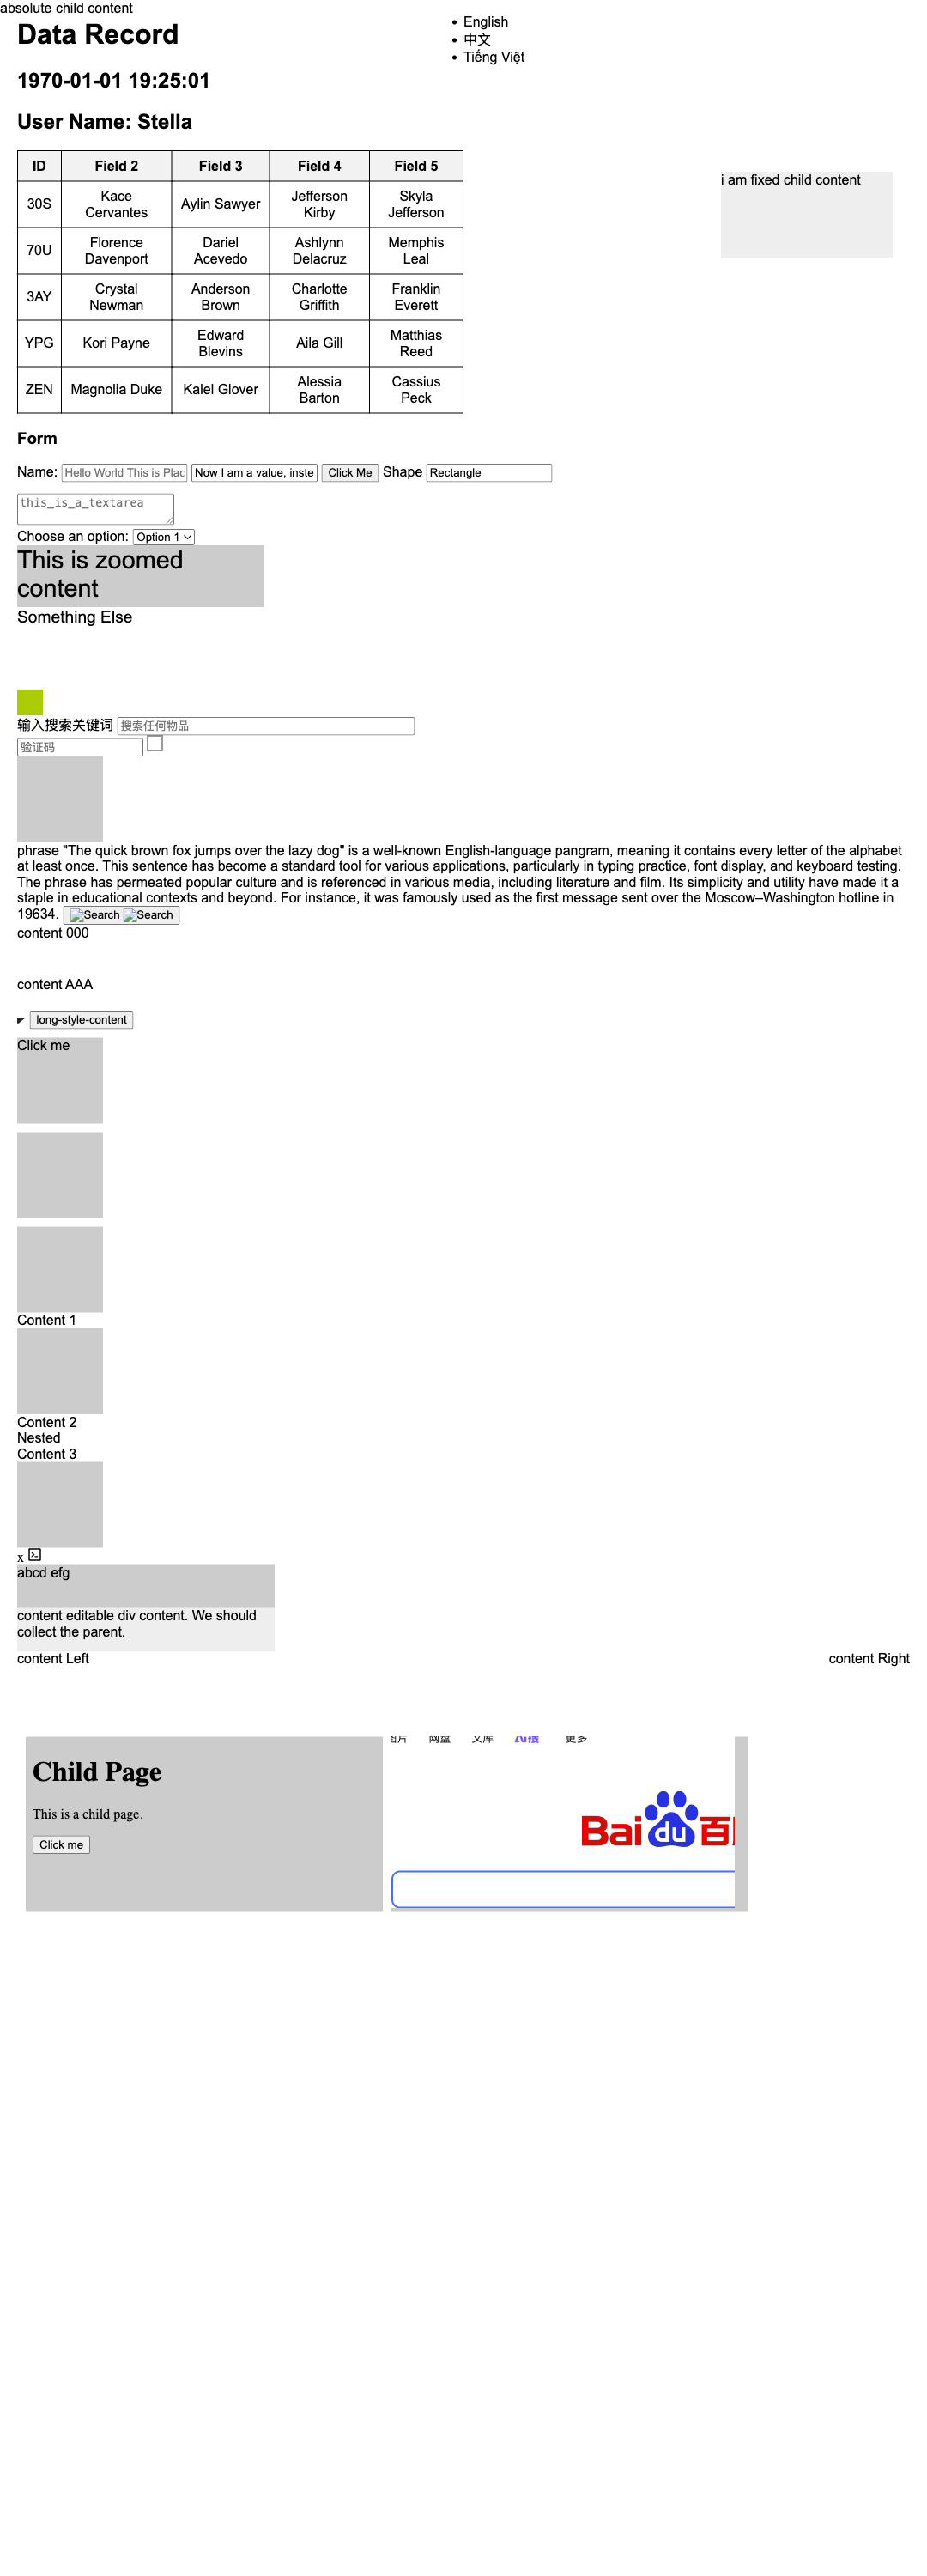 absolute child content
Data Record
English
中文
Tiếng Việt
1970-01-01 19:25:01
User Name: Stella
ID Field 2 Field 3 Field 4 Field 5
30S Kace Cervantes Aylin Sawyer Jefferson Kirby Skyla Jefferson
70U Florence Davenport Dariel Acevedo Ashlynn Delacruz Memphis Leal
3AY Crystal Newman Anderson Brown Charlotte Griffith Franklin Everett
YPG Kori Payne Edward Blevins Aila Gill Matthias Reed
ZEN Magnolia Duke Kalel Glover Alessia Barton Cassius Peck
i am fixed child content
Form
Name: Hello World This is Plac Now I am a value, inste Click Me Shape Rectangle
this_is_a_textarea .
Choose an option: Option 1
This is zoomed
content
Something Else
输入搜索关键词 搜索任何物品
验证码
phrase "The quick brown fox jumps over the lazy dog" is a well-known English-language pangram, meaning it contains every letter of the alphabet
at least once. This sentence has become a standard tool for various applications, particularly in typing practice, font display, and keyboard testing.
The phrase has permeated popular culture and is referenced in various media, including literature and film. Its simplicity and utility have made it a
staple in educational contexts and beyond. For instance, it was famously used as the first message sent over the Moscow–Washington hotline in
19634. Search Search
content 000
content AAA
long-style-content
Click me
Content 1
Content 2
Nested
Content 3
x
abcd efg
content editable div content. We should
collect the parent.
content Left content Right
Child Page
This is a child page.
Click me
图片 网盘 文库 AI搜 更多
Bai du 百